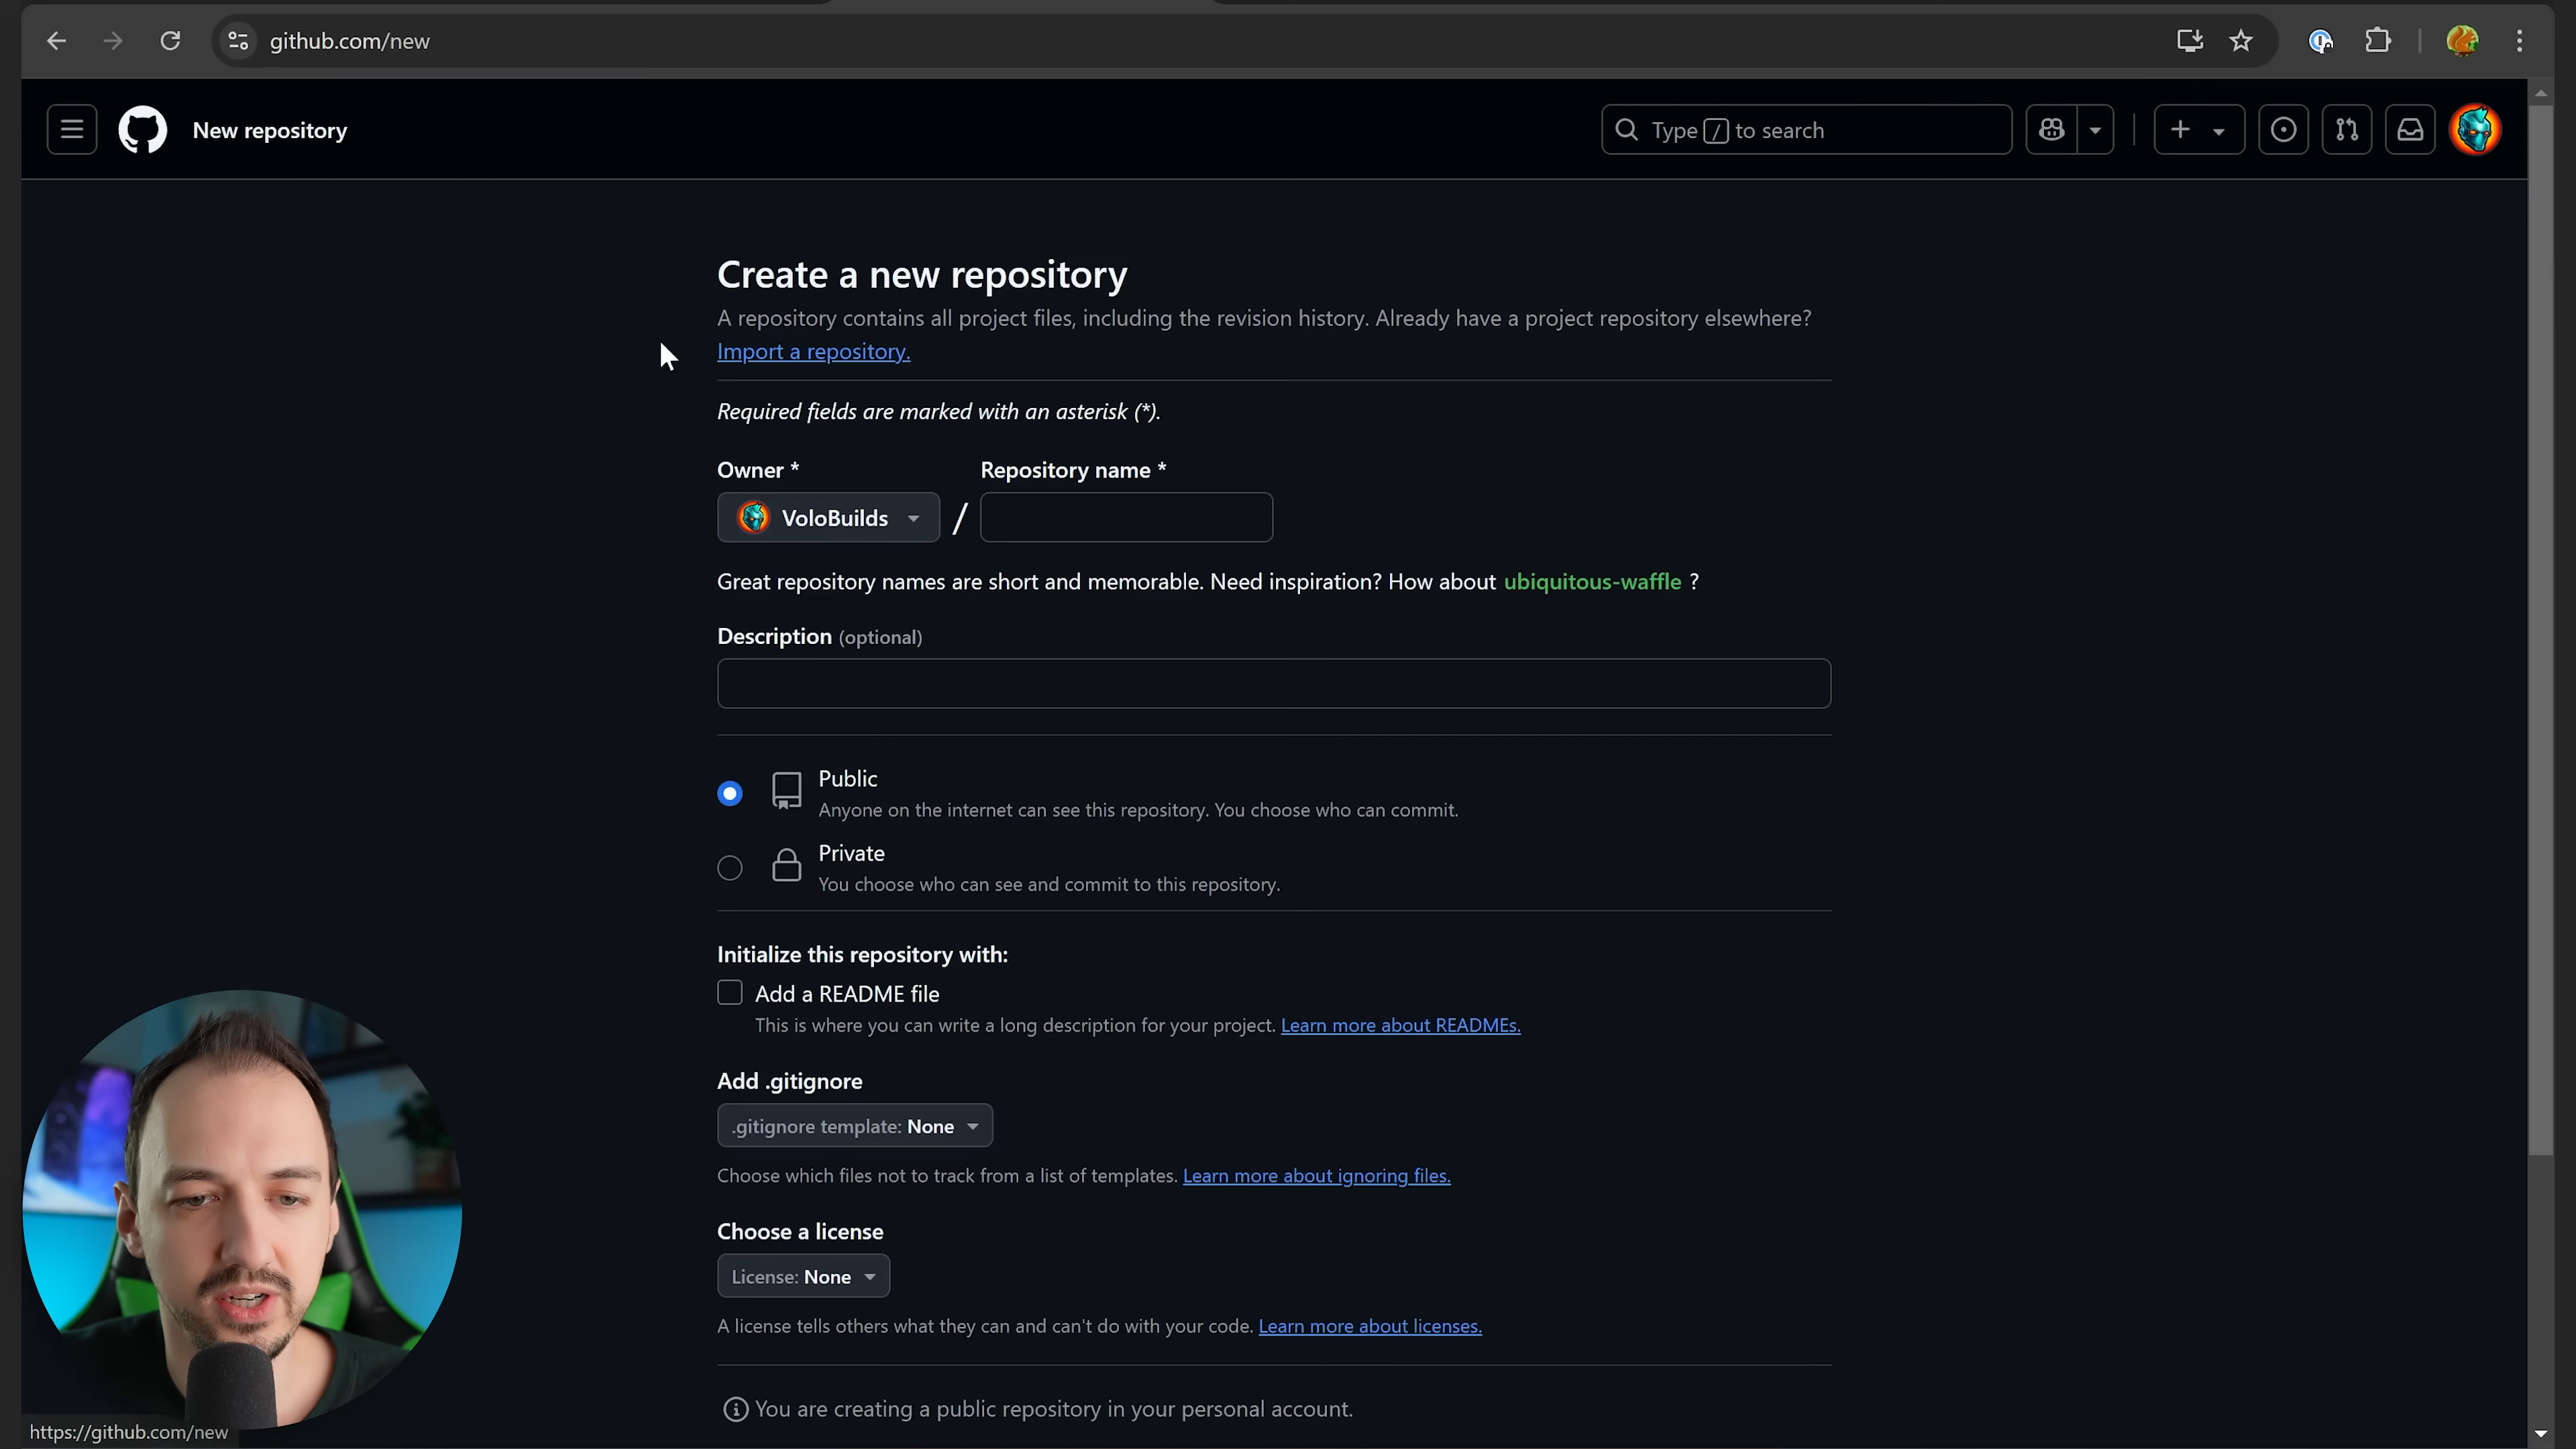 github.com/new
New repository
Type / to search
Create a new repository
A repository contains all project files, including the revision history. Already have a project repository elsewhere?
Import a repository.
Required fields are marked with an asterisk (*).
Owner *
Repository name *
VoloBuilds
/
Great repository names are short and memorable. Need inspiration? How about ubiquitous-waffle ?
Description (optional)
Public
Anyone on the internet can see this repository. You choose who can commit.
Private
You choose who can see and commit to this repository.
Initialize this repository with:
Add a README file
This is where you can write a long description for your project. Learn more about READMEs.
Add .gitignore
.gitignore template: None
Choose which files not to track from a list of templates. Learn more about ignoring files.
Choose a license
License: None
A license tells others what they can and can't do with your code. Learn more about licenses.
You are creating a public repository in your personal account.
https://github.com/new